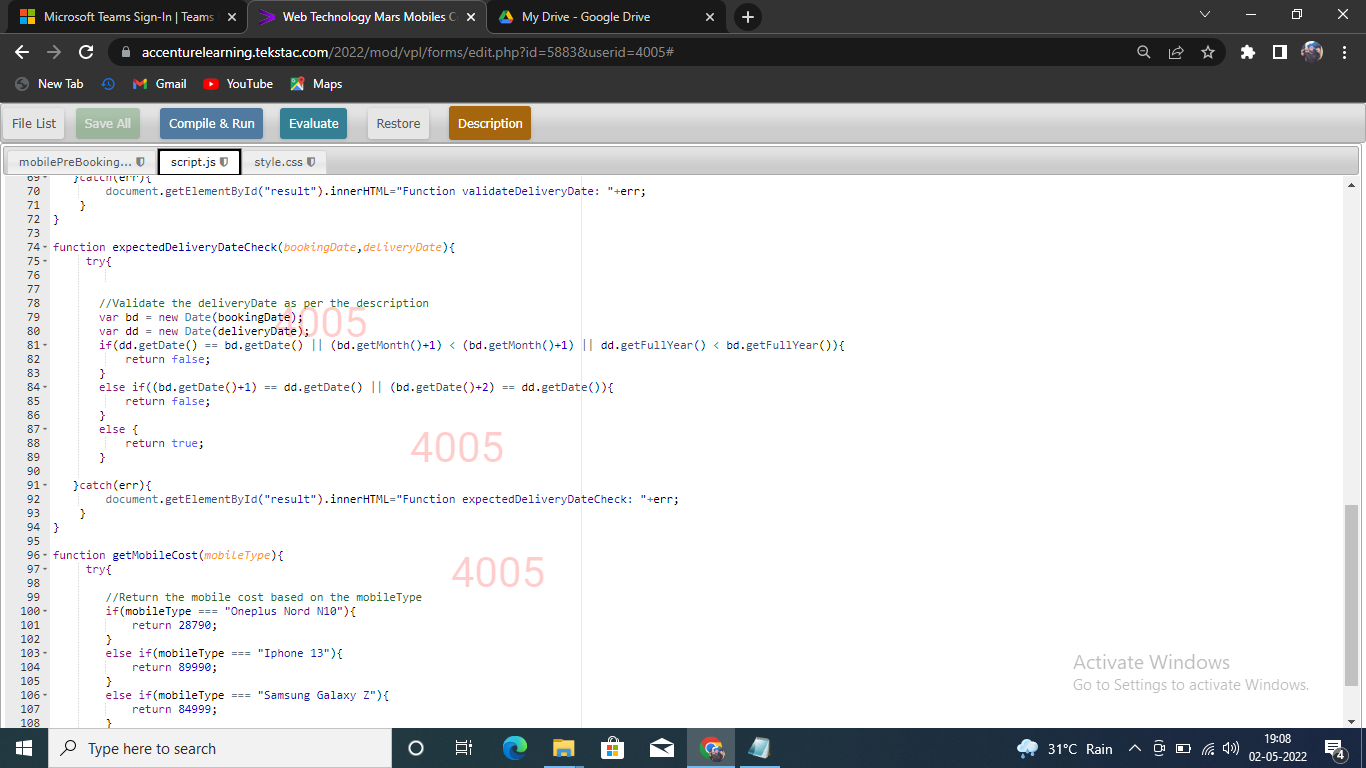 Microsoft Teams Sign-In | Teams
Web Technology Mars Mobiles C
My Drive - Google Drive
accenturelearning.tekstac.com/2022/mod/vpl/forms/edit.php?id=5883&userid=4005#
New Tab
Gmail
YouTube
Maps
File List
Save All
Compile & Run
Evaluate
Restore
Description
mobilePreBooking...
script.js
style.css
69 }catch(err){
70 document.getElementById("result").innerHTML="Function validateDeliveryDate: "+err;
71 }
72 }
73
74 function expectedDeliveryDateCheck(bookingDate,deliveryDate){
75 try{
76
77
78 //Validate the deliveryDate as per the description
79 var bd = new Date(bookingDate);
4005
80 var dd = new Date(deliveryDate);
81 if(dd.getDate() == bd.getDate() || (bd.getMonth()+1) < (bd.getMonth()+1) || dd.getFullYear() < bd.getFullYear()){
82 return false;
83 }
84 else if((bd.getDate()+1) == dd.getDate() || (bd.getDate()+2) == dd.getDate()){
85 return false;
86 }
87 else {
88 return true;
4005
89 }
90
91 }catch(err){
92 document.getElementById("result").innerHTML="Function expectedDeliveryDateCheck: "+err;
93 }
94 }
95
96 function getMobileCost(mobileType){
97 try{
4005
98
99 //Return the mobile cost based on the mobileType
100 if(mobileType === "Oneplus Nord N10"){
101 return 28790;
102 }
103 else if(mobileType === "Iphone 13"){
104 return 89990;
105 }
106 else if(mobileType === "Samsung Galaxy Z"){
107 return 84999;
108 }
Activate Windows
Go to Settings to activate Windows.
Type here to search
31°C Rain
19:08
02-05-2022
4